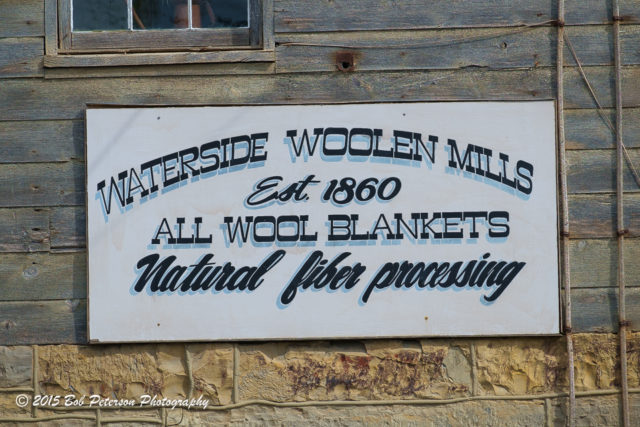 WATERSIDE WOOLEN MILLS
Est. 1860
ALL WOOL BLANKETS
Natural fiber processing
© 2015 Bob Peterson Photography